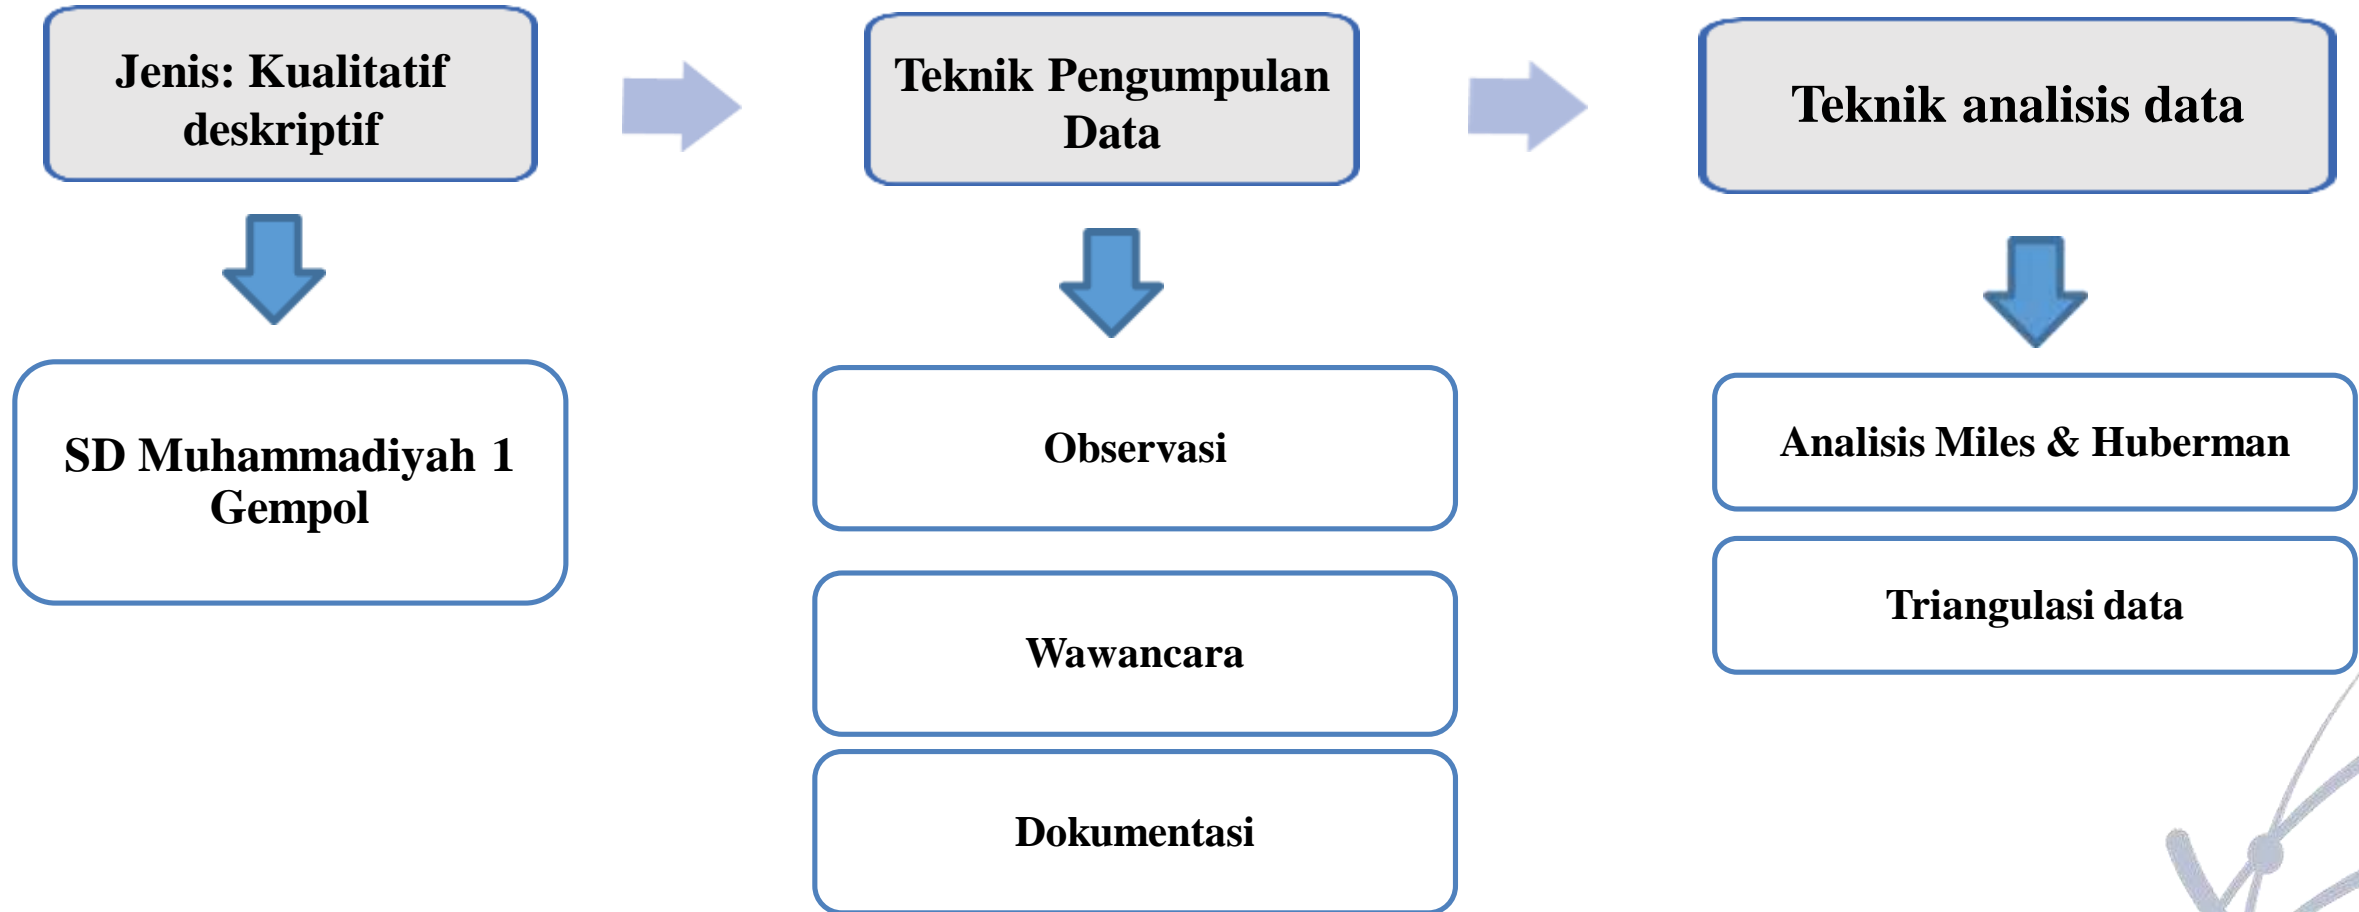 Jenis: Kualitatif
deskriptif
SD Muhammadiyah 1
Gempol
Teknik Pengumpulan
Data
Observasi
Wawancara
Dokumentasi
Teknik analisis data
Analisis Miles & Huberman
Triangulasi data